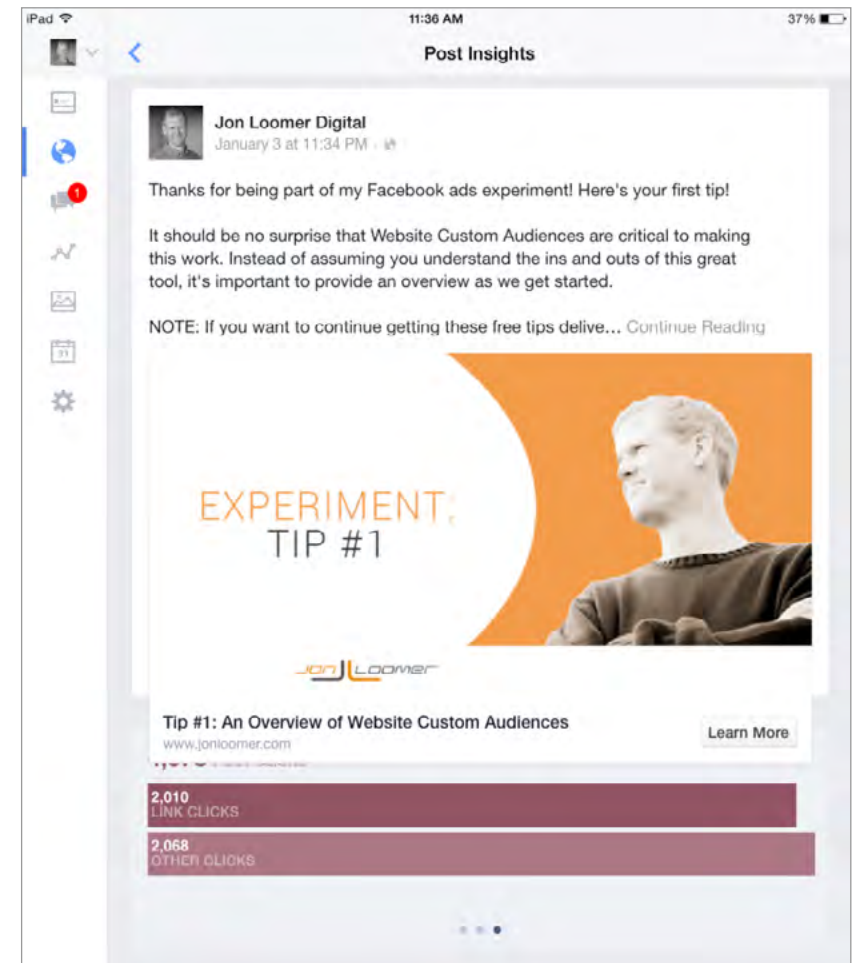 iPad 11:36 AM 37%
Post Insights
Jon Loomer Digital
January 3 at 11:34 PM
1
Thanks for being part of my Facebook ads experiment! Here's your first tip!
It should be no surprise that Website Custom Audiences are critical to making
this work. Instead of assuming you understand the ins and outs of this great
tool, it's important to provide an overview as we get started.
NOTE: If you want to continue getting these free tips delive... Continue Reading
31
EXPERIMENT:
TIP #1
JON LOOMER
Tip #1: An Overview of Website Custom Audiences
www.jonloomer.com
Learn More
2,010
LINK CLICKS
2,068
OTHER CLICKS